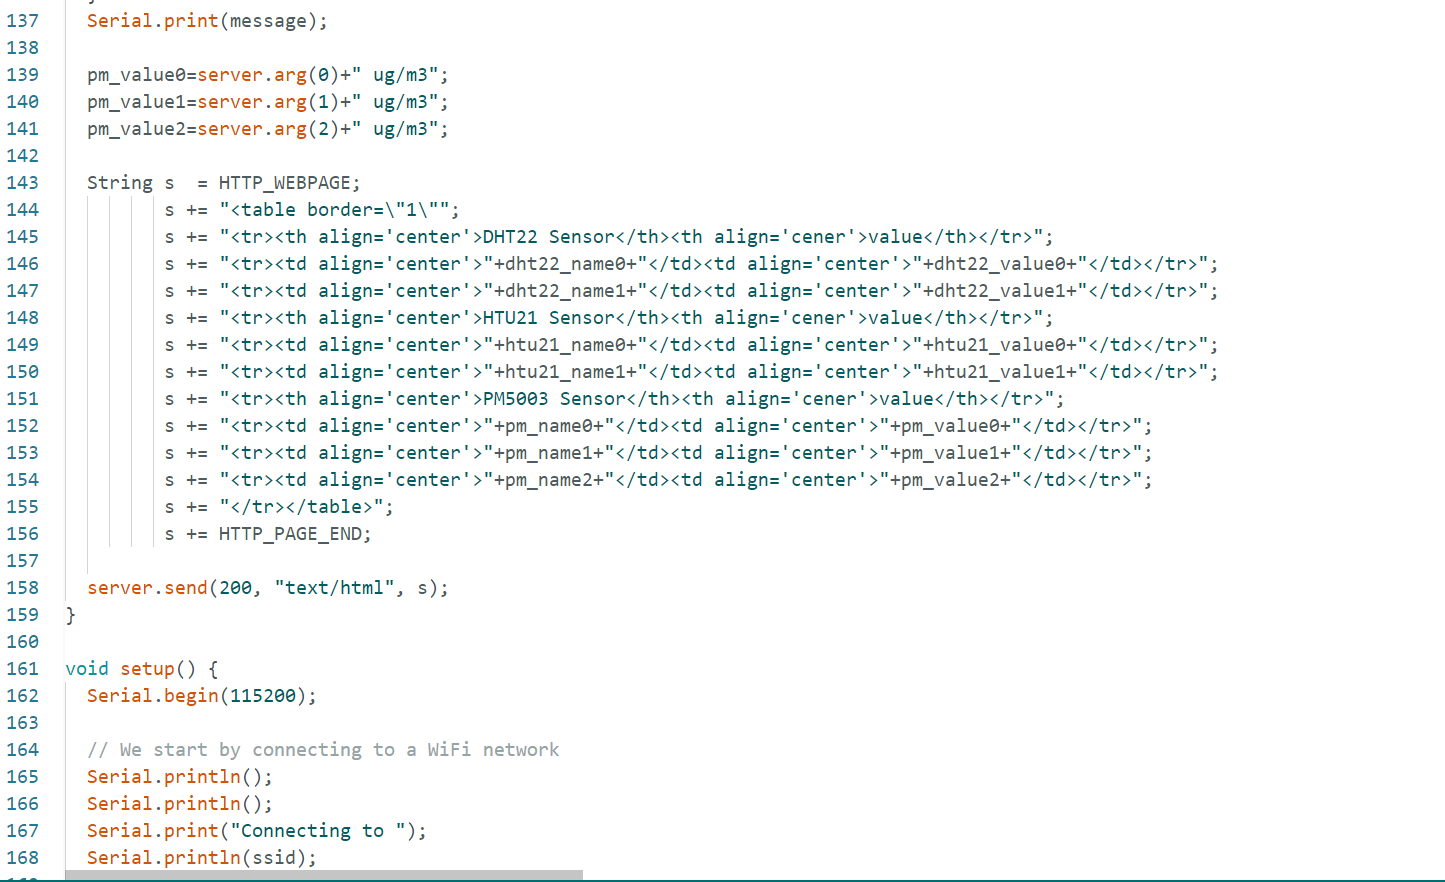 137 Serial.print(message);
138
139 pm_value0=server.arg(0)+" ug/m3";
140 pm_value1=server.arg(1)+" ug/m3";
141 pm_value2=server.arg(2)+" ug/m3";
142
143 String s  = HTTP_WEBPAGE;
144 s += "<table border=\"1\"";
145 s += "<tr><th align='center'>DHT22 Sensor</th><th align='cener'>value</th></tr>";
146 s += "<tr><td align='center'>"+dht22_name0+"</td><td align='center'>"+dht22_value0+"</td></tr>";
147 s += "<tr><td align='center'>"+dht22_name1+"</td><td align='center'>"+dht22_value1+"</td></tr>";
148 s += "<tr><th align='center'>HTU21 Sensor</th><th align='cener'>value</th></tr>";
149 s += "<tr><td align='center'>"+htu21_name0+"</td><td align='center'>"+htu21_value0+"</td></tr>";
150 s += "<tr><td align='center'>"+htu21_name1+"</td><td align='center'>"+htu21_value1+"</td></tr>";
151 s += "<tr><th align='center'>PM5003 Sensor</th><th align='cener'>value</th></tr>";
152 s += "<tr><td align='center'>"+pm_name0+"</td><td align='center'>"+pm_value0+"</td></tr>";
153 s += "<tr><td align='center'>"+pm_name1+"</td><td align='center'>"+pm_value1+"</td></tr>";
154 s += "<tr><td align='center'>"+pm_name2+"</td><td align='center'>"+pm_value2+"</td></tr>";
155 s += "</tr></table>";
156 s += HTTP_PAGE_END;
157
158 server.send(200, "text/html", s);
159 }
160
161 void setup() {
162 Serial.begin(115200);
163
164 // We start by connecting to a WiFi network
165 Serial.println();
166 Serial.println();
167 Serial.print("Connecting to ");
168 Serial.println(ssid);